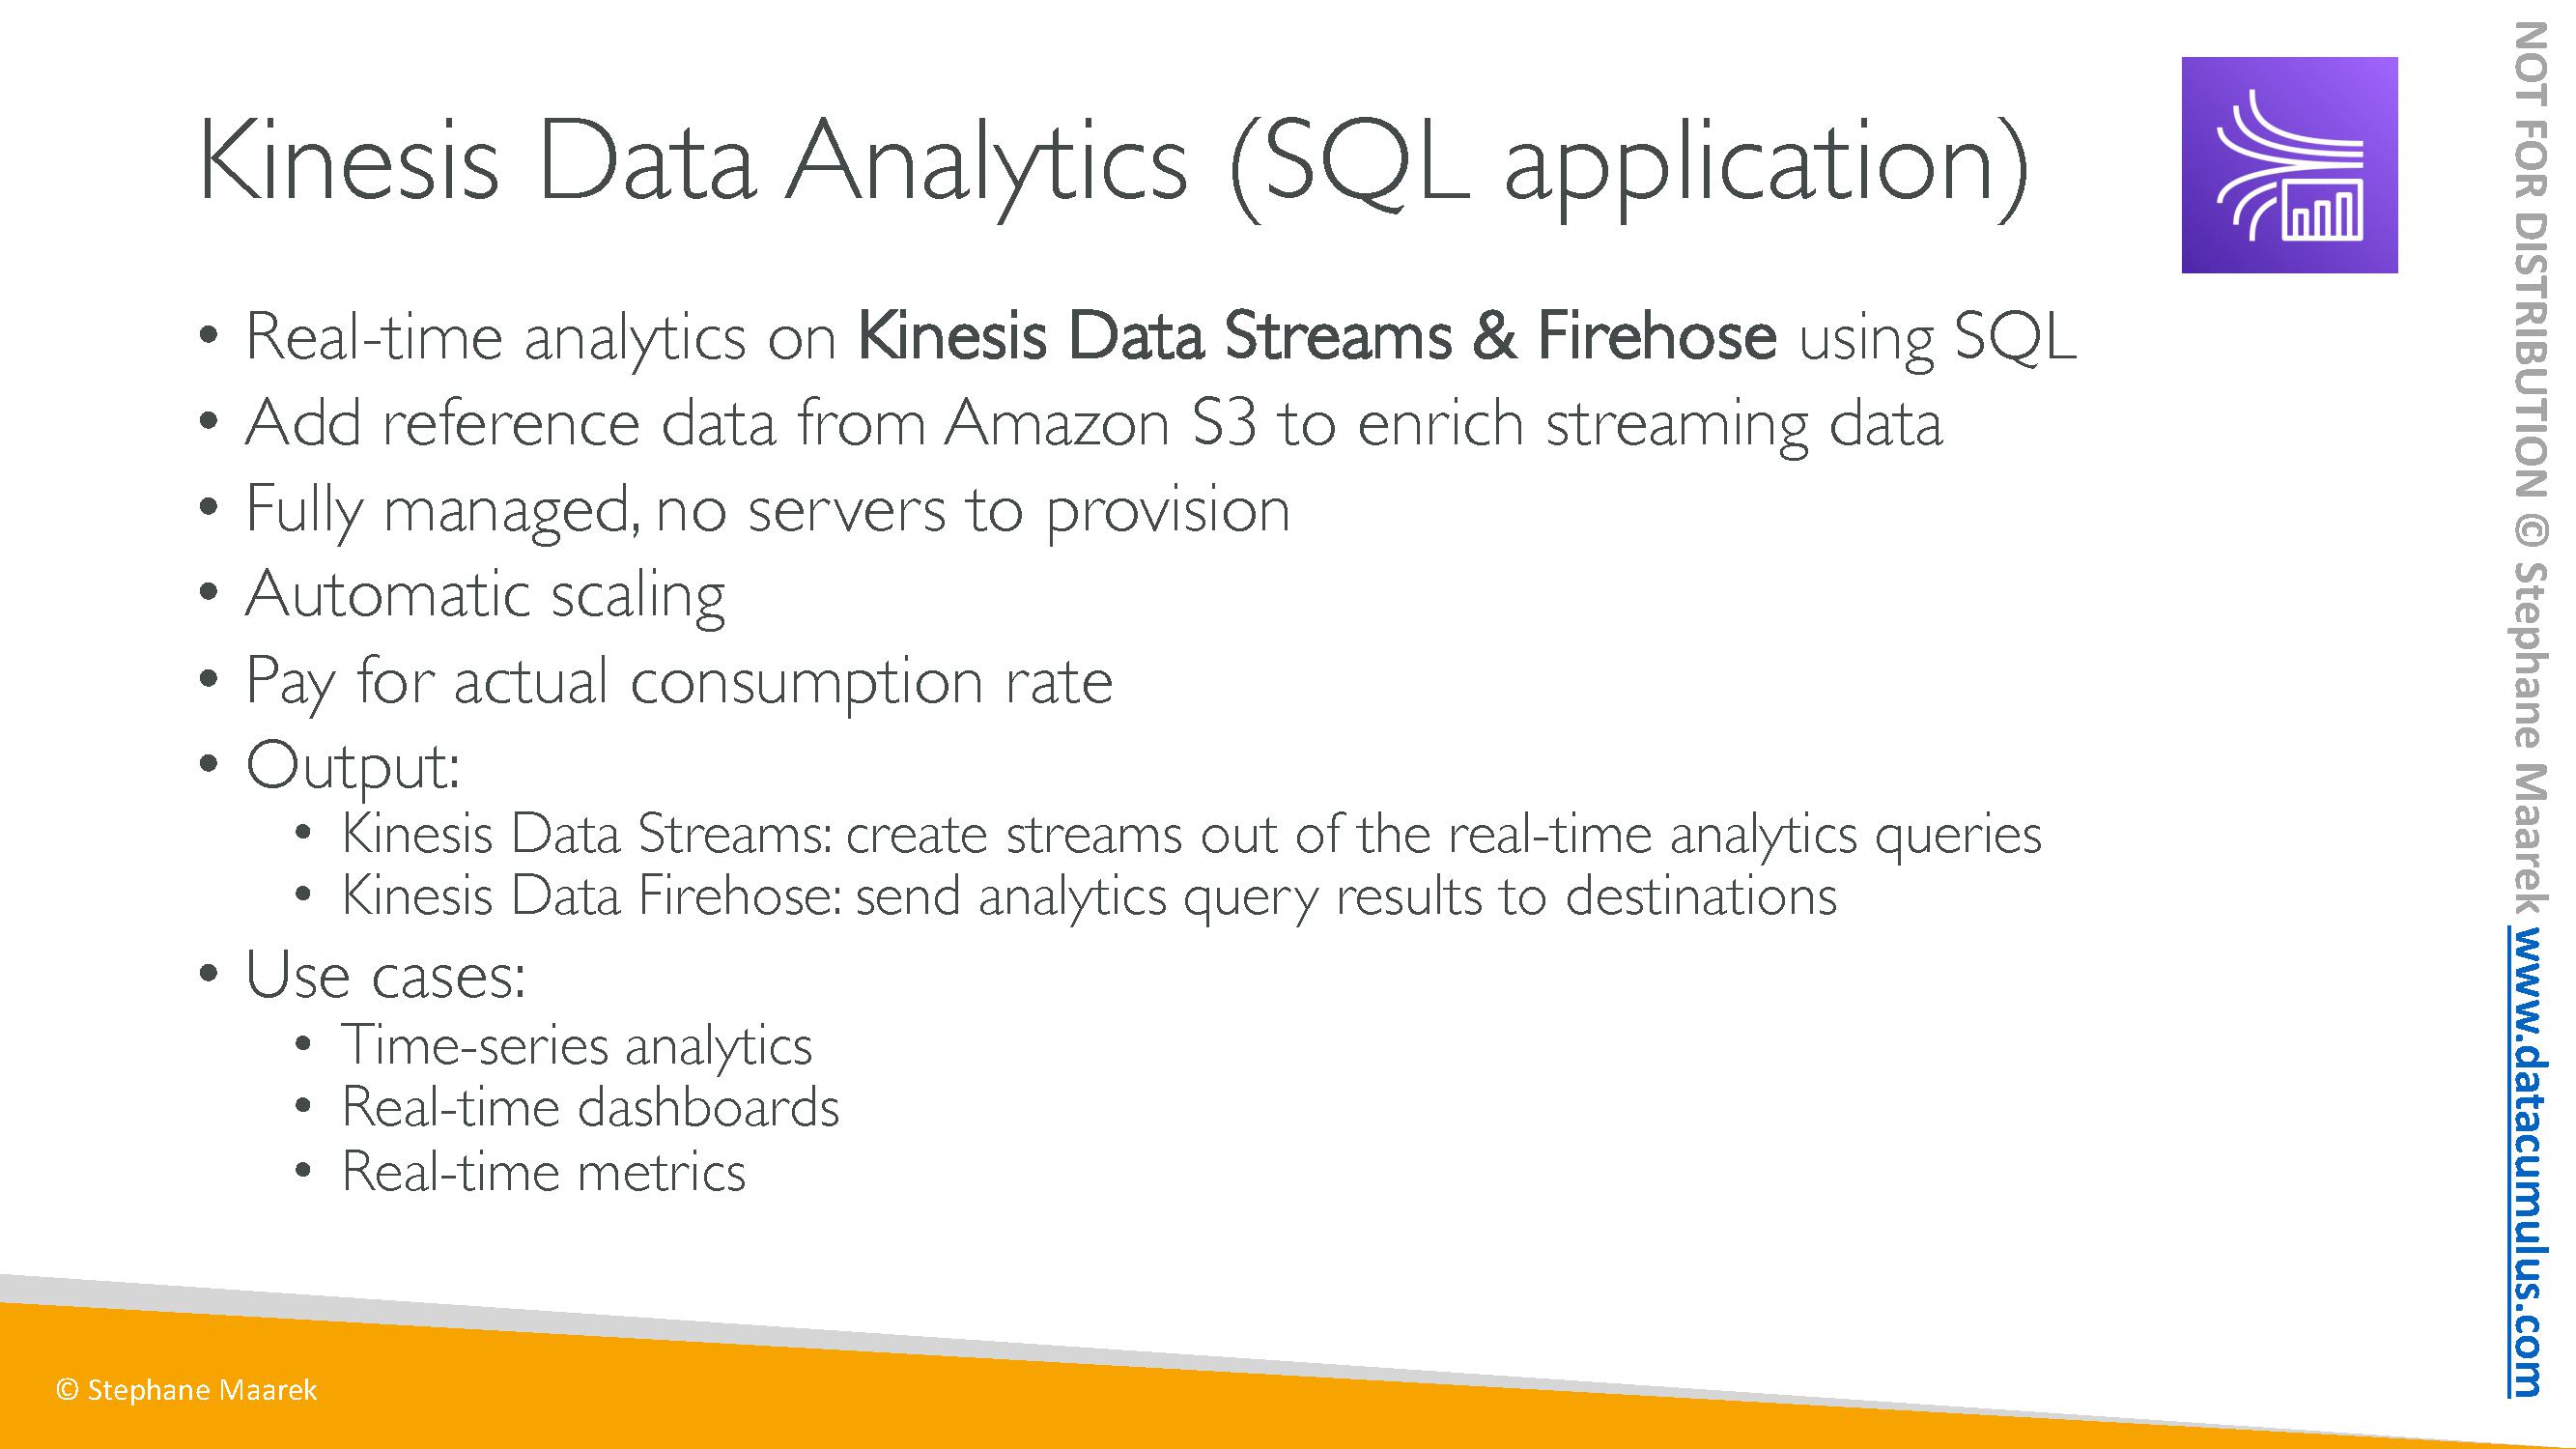 Kinesis Data Analytics (SQL application)
• Real-time analytics on Kinesis Data Streams & Firehose using SQL
• Add reference data from Amazon S3 to enrich streaming data
• Fully managed, no servers to provision
• Automatic scaling
• Pay for actual consumption rate
• Output:
• Kinesis Data Streams: create streams out of the real-time analytics queries
• Kinesis Data Firehose: send analytics query results to destinations
• Use cases:
• Time-series analytics
• Real-time dashboards
• Real-time metrics
© Stephane Maarek
NOT FOR DISTRIBUTION © Stephane Maarek www.datacumulus.com